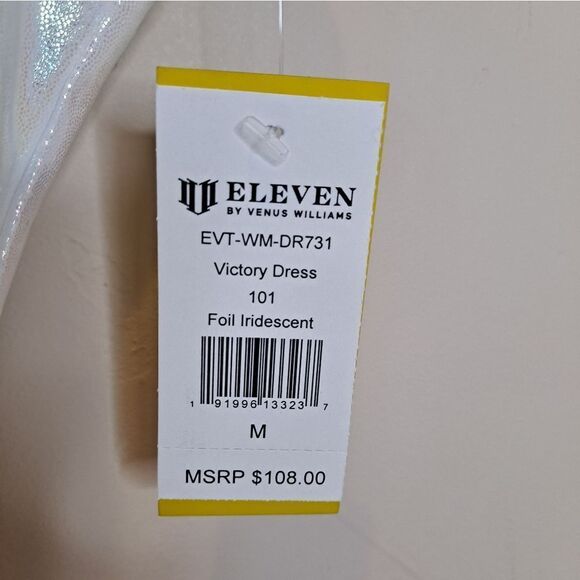 ELEVEN
BY VENUS WILLIAMS
EVT-WM-DR731
Victory Dress
101
Foil Iridescent
1 91996 13323 7
M
MSRP $108.00